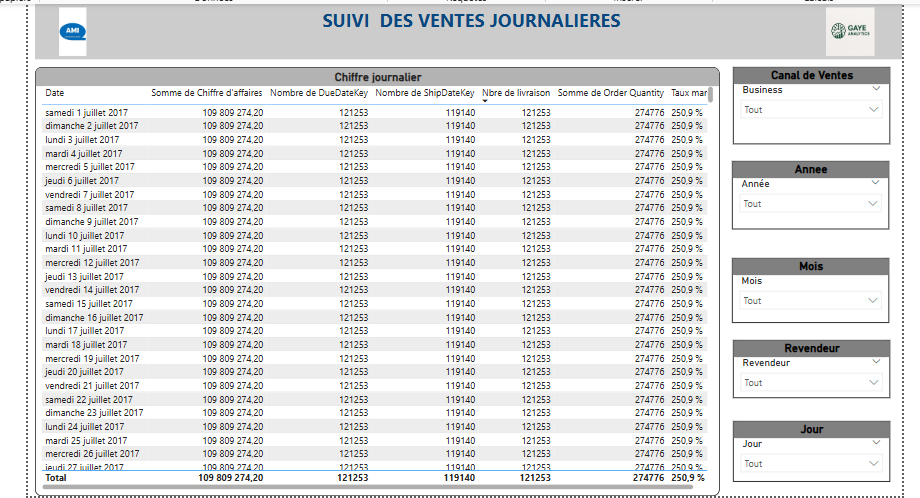 SUIVI DES VENTES JOURNALIERES
AMI
GAYE
ANALYTICS
Chiffre journalier
Date Somme de Chiffre d'affaires Nombre de DueDateKey Nombre de ShipDateKey Nbre de livraison Somme de Order Quantity Taux mar
samedi 1 juillet 2017 109 809 274,20 121253 119140 121253 274776 250,9 %
dimanche 2 juillet 2017 109 809 274,20 121253 119140 121253 274776 250,9 %
lundi 3 juillet 2017 109 809 274,20 121253 119140 121253 274776 250,9 %
mardi 4 juillet 2017 109 809 274,20 121253 119140 121253 274776 250,9 %
mercredi 5 juillet 2017 109 809 274,20 121253 119140 121253 274776 250,9 %
jeudi 6 juillet 2017 109 809 274,20 121253 119140 121253 274776 250,9 %
vendredi 7 juillet 2017 109 809 274,20 121253 119140 121253 274776 250,9 %
samedi 8 juillet 2017 109 809 274,20 121253 119140 121253 274776 250,9 %
dimanche 9 juillet 2017 109 809 274,20 121253 119140 121253 274776 250,9 %
lundi 10 juillet 2017 109 809 274,20 121253 119140 121253 274776 250,9 %
mardi 11 juillet 2017 109 809 274,20 121253 119140 121253 274776 250,9 %
mercredi 12 juillet 2017 109 809 274,20 121253 119140 121253 274776 250,9 %
jeudi 13 juillet 2017 109 809 274,20 121253 119140 121253 274776 250,9 %
vendredi 14 juillet 2017 109 809 274,20 121253 119140 121253 274776 250,9 %
samedi 15 juillet 2017 109 809 274,20 121253 119140 121253 274776 250,9 %
dimanche 16 juillet 2017 109 809 274,20 121253 119140 121253 274776 250,9 %
lundi 17 juillet 2017 109 809 274,20 121253 119140 121253 274776 250,9 %
mardi 18 juillet 2017 109 809 274,20 121253 119140 121253 274776 250,9 %
mercredi 19 juillet 2017 109 809 274,20 121253 119140 121253 274776 250,9 %
jeudi 20 juillet 2017 109 809 274,20 121253 119140 121253 274776 250,9 %
vendredi 21 juillet 2017 109 809 274,20 121253 119140 121253 274776 250,9 %
samedi 22 juillet 2017 109 809 274,20 121253 119140 121253 274776 250,9 %
dimanche 23 juillet 2017 109 809 274,20 121253 119140 121253 274776 250,9 %
lundi 24 juillet 2017 109 809 274,20 121253 119140 121253 274776 250,9 %
mardi 25 juillet 2017 109 809 274,20 121253 119140 121253 274776 250,9 %
mercredi 26 juillet 2017 109 809 274,20 121253 119140 121253 274776 250,9 %
jeudi 27 juillet 2017 109 809 274,20 121253 119140 121253 274776 250,9 %
Total 109 809 274,20 121253 119140 121253 274776 250,9 %
Canal de Ventes
Business
Tout
Annee
Année
Tout
Mois
Mois
Tout
Revendeur
Revendeur
Tout
Jour
Jour
Tout